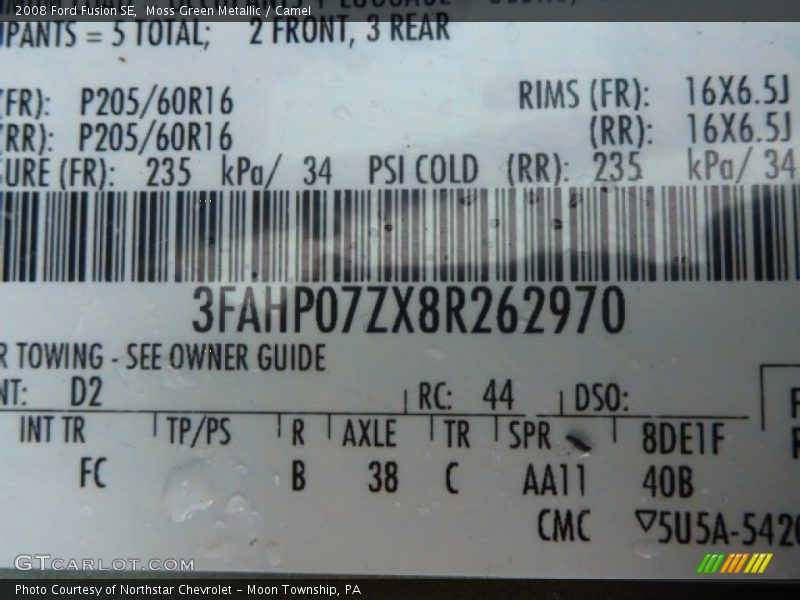 2008 Ford Fusion SE, Moss Green Metallic / Camel
PANTS = 5 TOTAL; 2 FRONT, 3 REAR
(FR): P205/60R16 RIMS (FR): 16X6.5J
(RR): P205/60R16 (RR): 16X6.5J
URE (FR): 235 kPa/ 34 PSI COLD (RR): 235 kPa/ 34
3FAHP07ZX8R262970
R TOWING - SEE OWNER GUIDE
NT: D2 RC: 44 DSO:
INT TR TP/PS R AXLE TR SPR 8DE1F
FC B 38 C AA11 40B
CMC ▽5U5A-5420
GTCARLOT.COM
Photo Courtesy of Northstar Chevrolet - Moon Township, PA